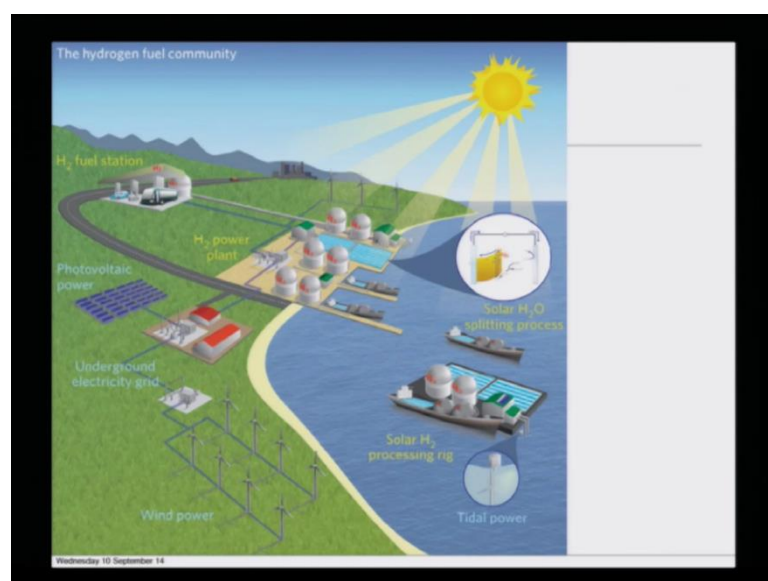 The hydrogen fuel community
H₂ fuel station
H₂ power
plant
Photovoltaic
power
Solar H₂O
splitting process
Underground
electricity grid
Solar H₂
processing rig
Wind power
Tidal power
Wednesday 10 September 14